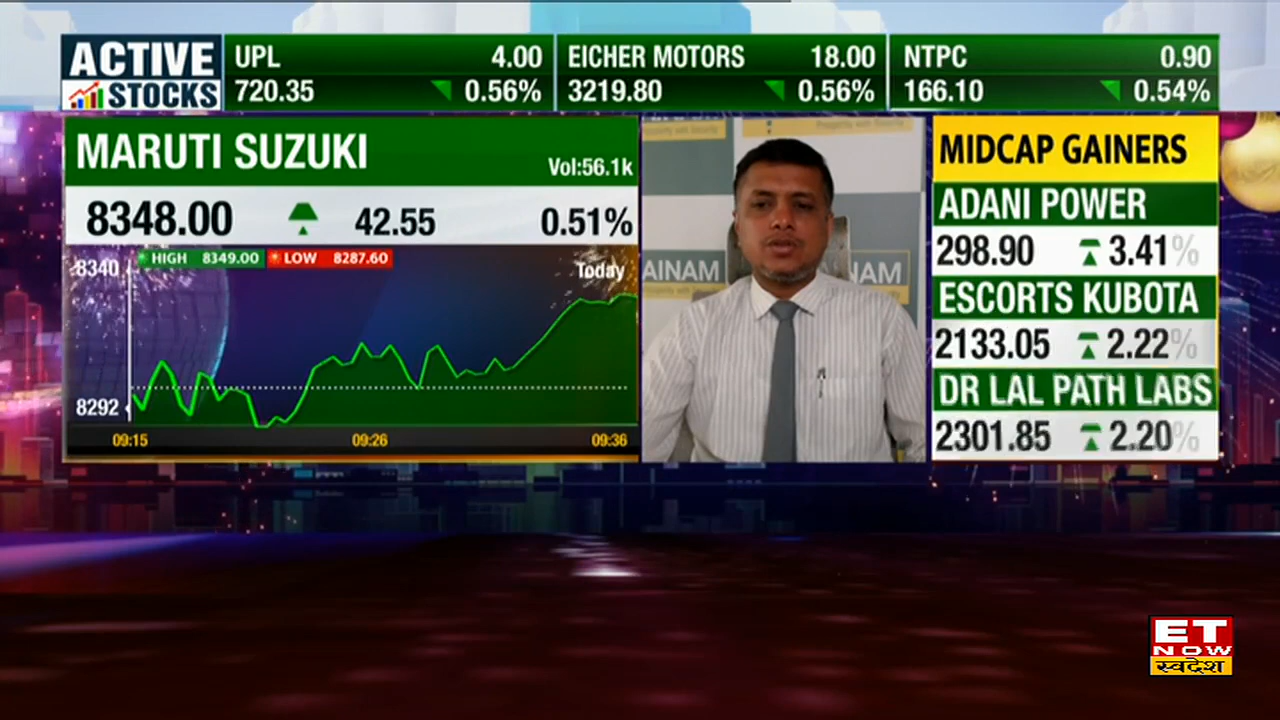 ACTIVE
STOCKS
UPL 4.00
720.35 0.56%
EICHER MOTORS 18.00
3219.80 0.56%
NTPC 0.90
166.10 0.54%
MARUTI SUZUKI Vol:56.1k
8348.00 42.55 0.51%
HIGH 8349.00 LOW 8287.60
8340
Today
8292
09:15 09:26 09:36
AINAM
NAM
MIDCAP GAINERS
ADANI POWER
298.90 3.41%
ESCORTS KUBOTA
2133.05 2.22%
DR LAL PATH LABS
2301.85 2.20%
ET
NOW
स्वदेश